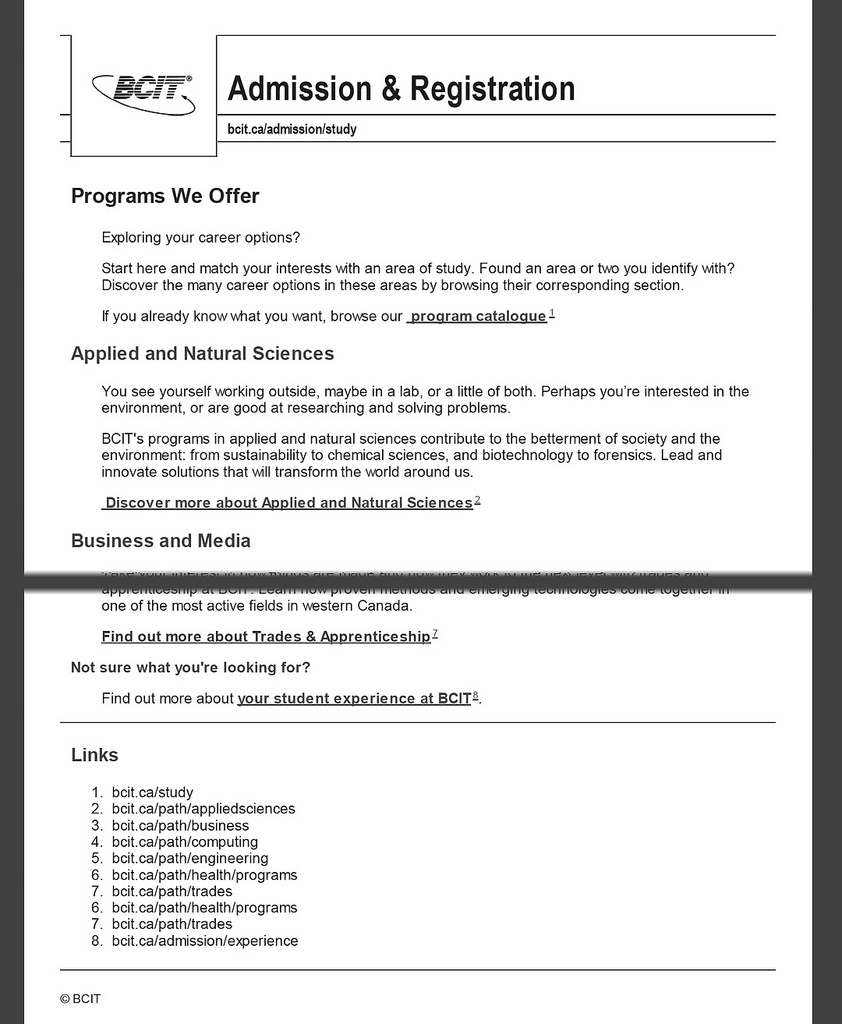 BCIT®
Admission & Registration
bcit.ca/admission/study
Programs We Offer
Exploring your career options?
Start here and match your interests with an area of study. Found an area or two you identify with?
Discover the many career options in these areas by browsing their corresponding section.
If you already know what you want, browse our program catalogue1
Applied and Natural Sciences
You see yourself working outside, maybe in a lab, or a little of both. Perhaps you’re interested in the
environment, or are good at researching and solving problems.
BCIT's programs in applied and natural sciences contribute to the betterment of society and the
environment: from sustainability to chemical sciences, and biotechnology to forensics. Lead and
innovate solutions that will transform the world around us.
Discover more about Applied and Natural Sciences2
Business and Media
apprenticeship at BCIT. Learn how proven methods and emerging technologies come together in
one of the most active fields in western Canada.
Find out more about Trades & Apprenticeship7
Not sure what you're looking for?
Find out more about your student experience at BCIT8.
Links
1. bcit.ca/study
2. bcit.ca/path/appliedsciences
3. bcit.ca/path/business
4. bcit.ca/path/computing
5. bcit.ca/path/engineering
6. bcit.ca/path/health/programs
7. bcit.ca/path/trades
6. bcit.ca/path/health/programs
7. bcit.ca/path/trades
8. bcit.ca/admission/experience
© BCIT